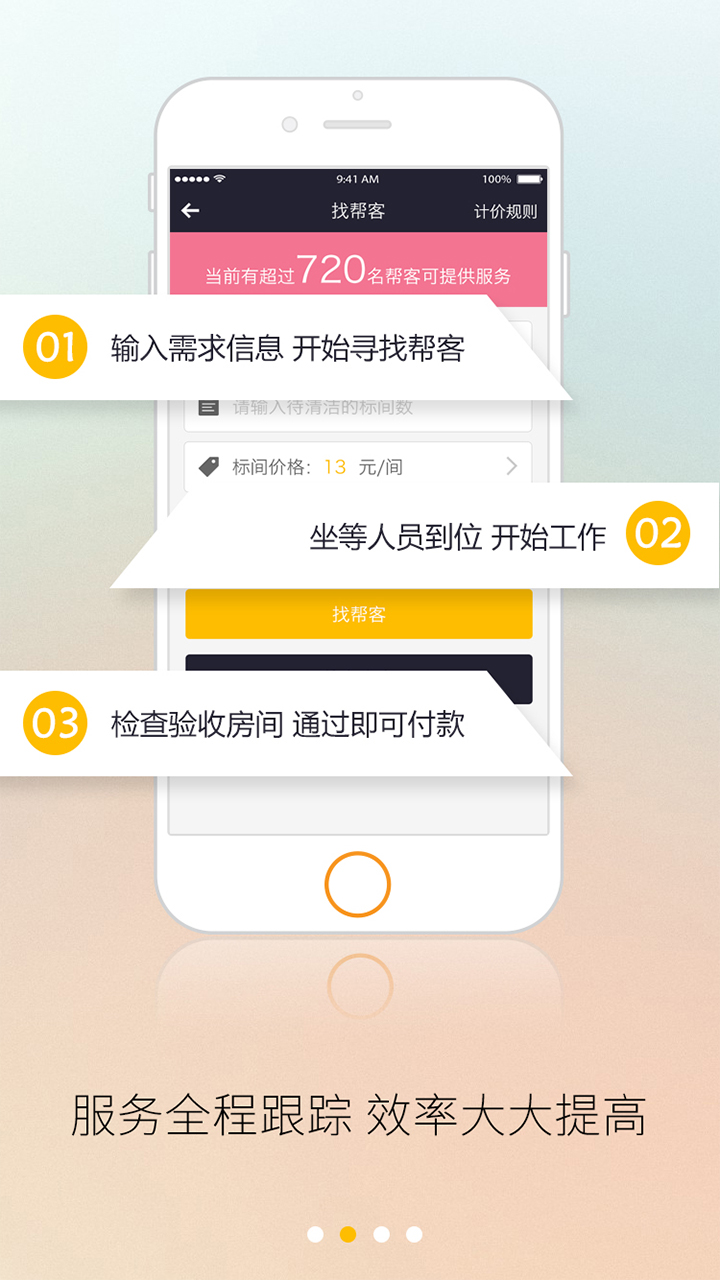 9:41 AM 100%
找帮客 计价规则
当前有超过720名帮客可提供服务
01 输入需求信息 开始寻找帮客
请输入待清洁的标间数
标间价格: 13 元/间
坐等人员到位 开始工作 02
找帮客
03 检查验收房间 通过即可付款
服务全程跟踪 效率大大提高